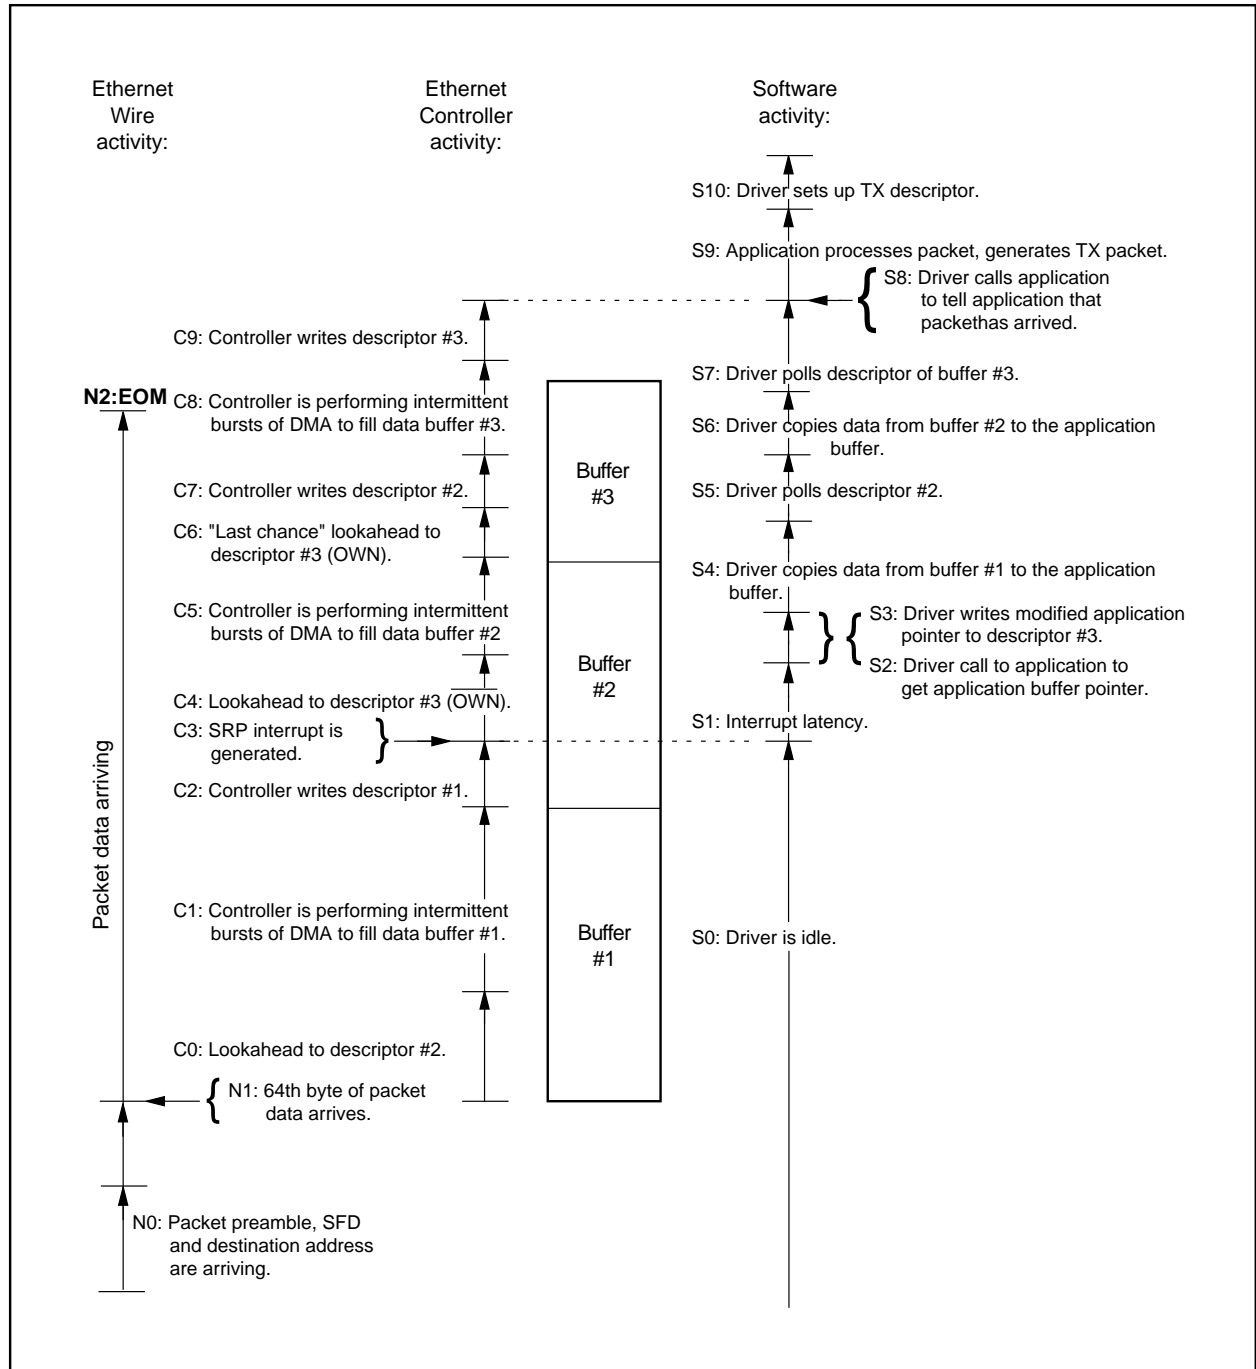 Ethernet
Wire
activity:
Ethernet
Controller
activity:
Software
activity:
S10: Driver sets up TX descriptor.
S9: Application processes packet, generates TX packet.
S8: Driver calls application
to tell application that
packethas arrived.
C9: Controller writes descriptor #3.
S7: Driver polls descriptor of buffer #3.
N2:EOM
C8: Controller is performing intermittent
bursts of DMA to fill data buffer #3.
S6: Driver copies data from buffer #2 to the application
buffer.
Buffer
#3
C7: Controller writes descriptor #2.
S5: Driver polls descriptor #2.
C6: "Last chance" lookahead to
descriptor #3 (OWN).
S4: Driver copies data from buffer #1 to the application
buffer.
C5: Controller is performing intermittent
bursts of DMA to fill data buffer #2
S3: Driver writes modified application
pointer to descriptor #3.
Buffer
#2
S2: Driver call to application to
get application buffer pointer.
C4: Lookahead to descriptor #3 (OWN).
S1: Interrupt latency.
C3: SRP interrupt is
generated.
C2: Controller writes descriptor #1.
Packet data arriving
C1: Controller is performing intermittent
bursts of DMA to fill data buffer #1.
Buffer
#1
S0: Driver is idle.
C0: Lookahead to descriptor #2.
N1: 64th byte of packet
data arrives.
N0: Packet preamble, SFD
and destination address
are arriving.